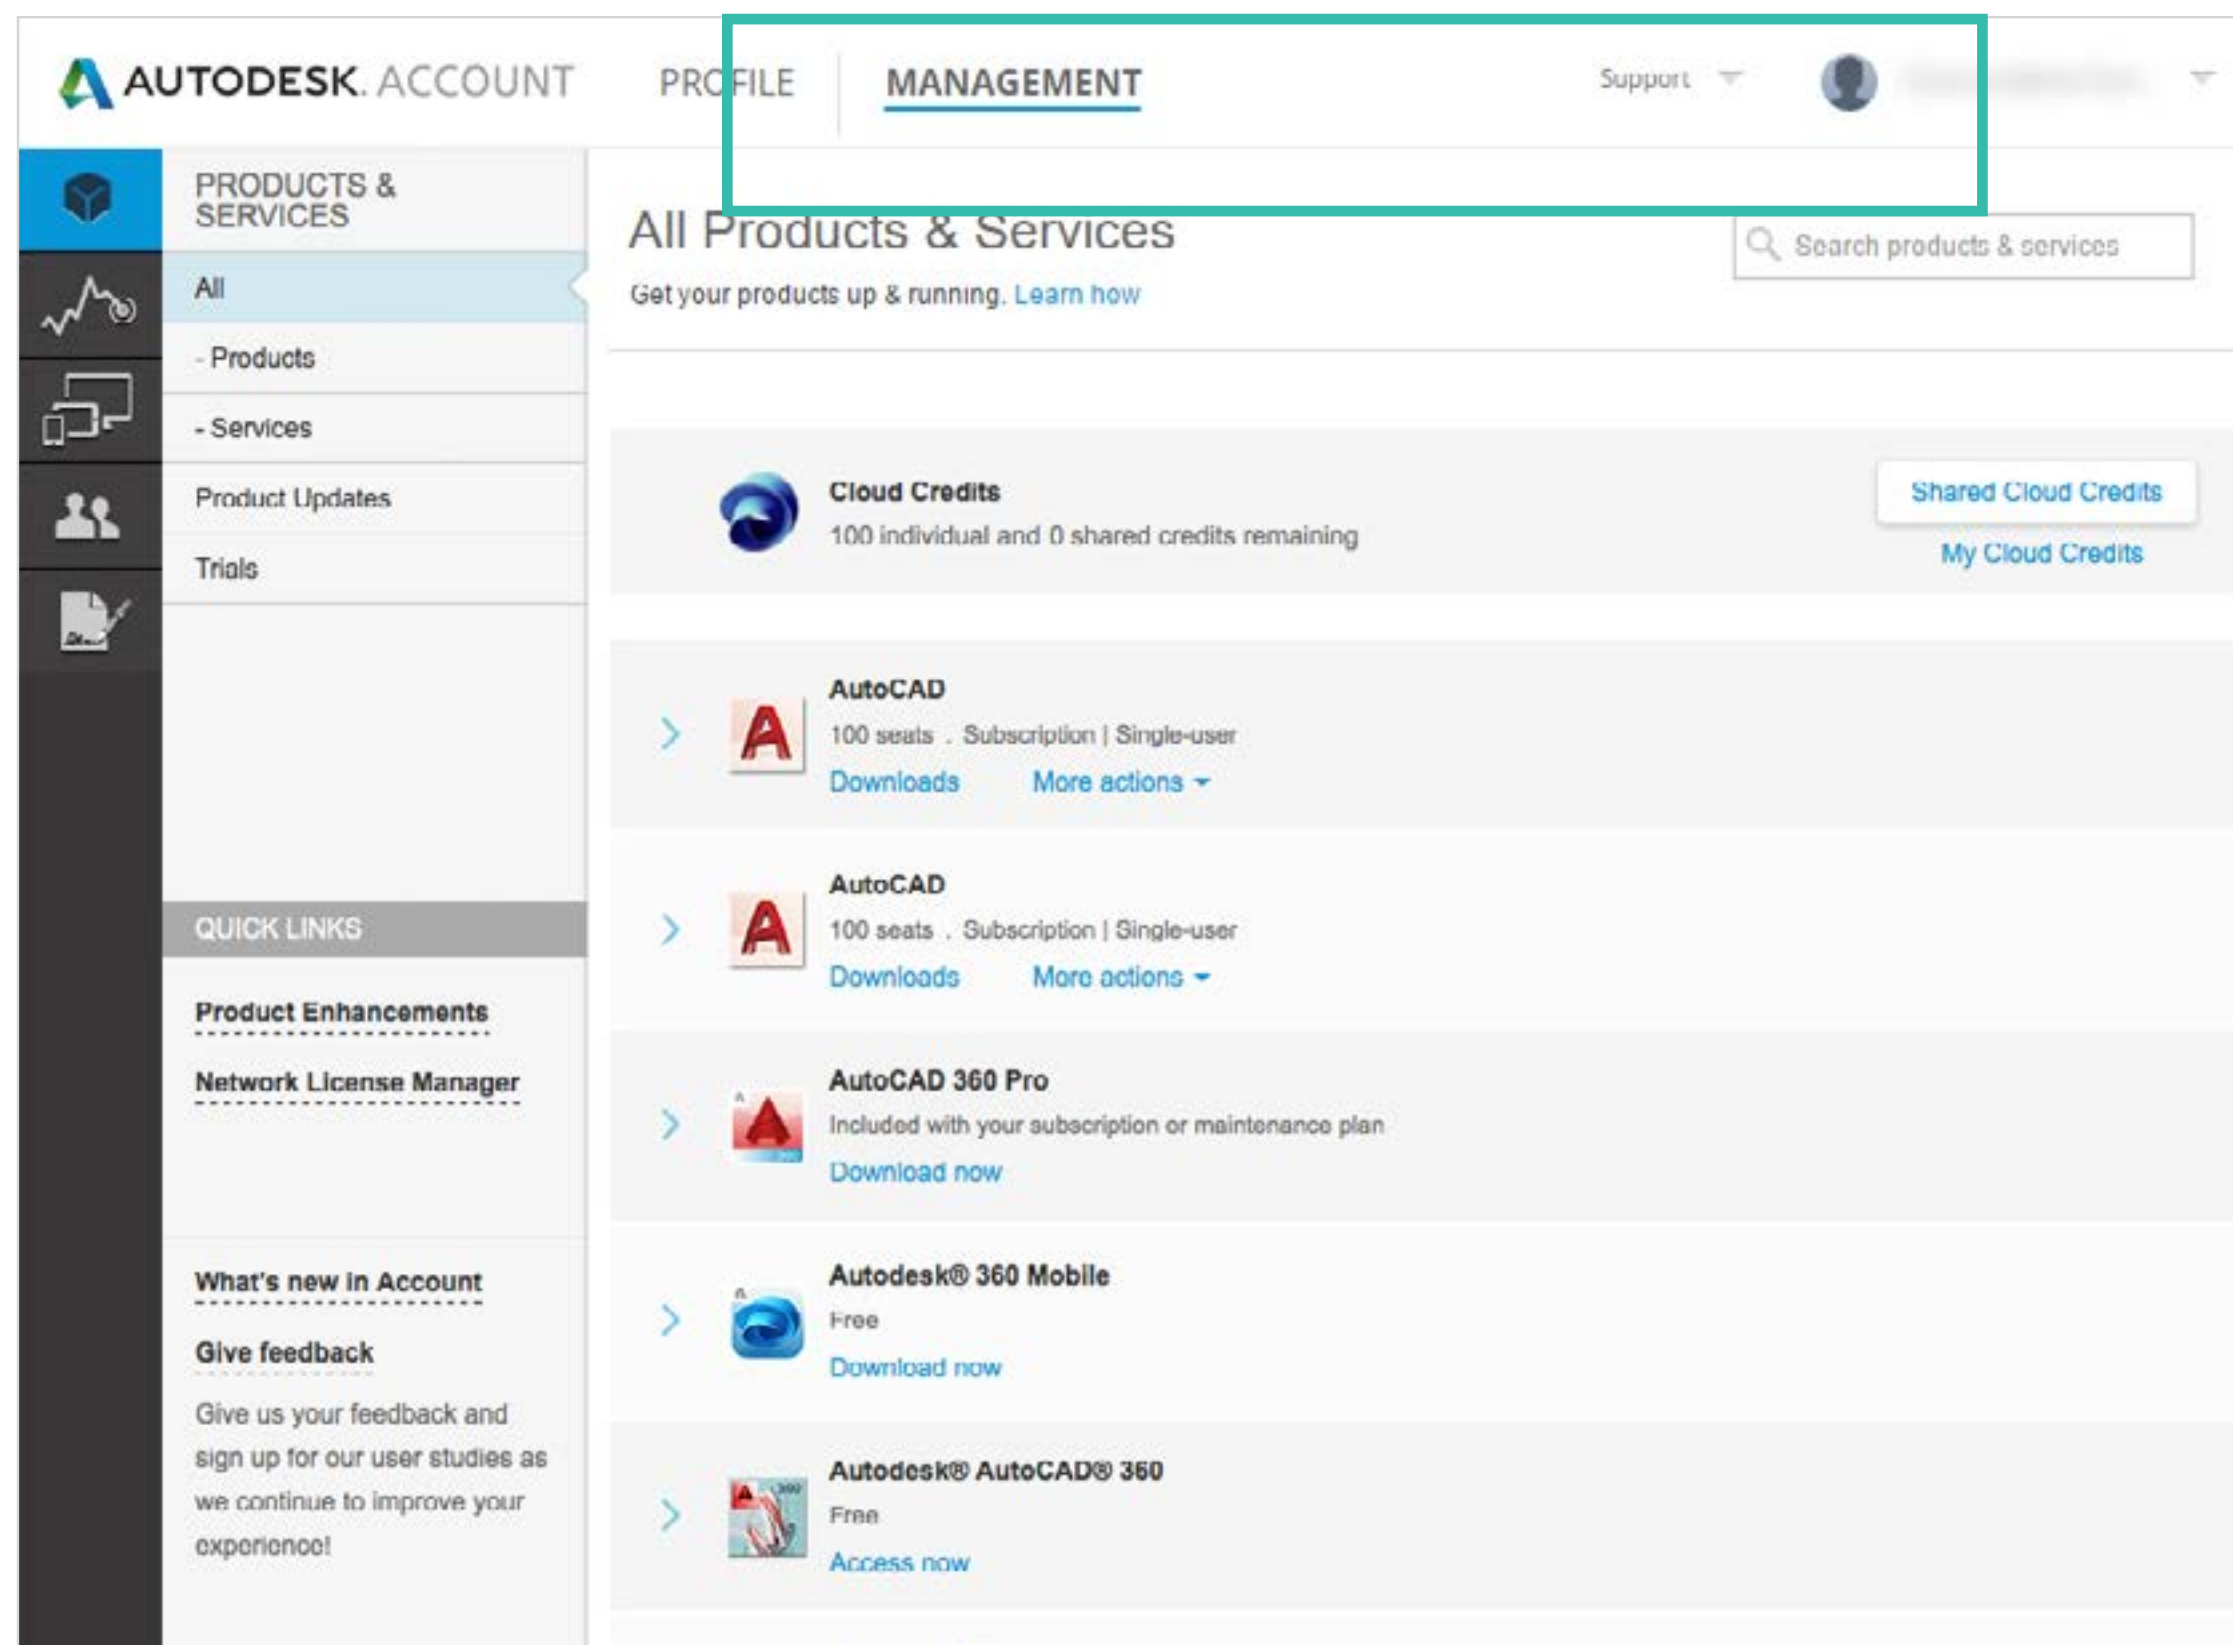 AUTODESK. ACCOUNT
PROFILE
MANAGEMENT
Support
PRODUCTS &
SERVICES
All
- Products
- Services
Product Updates
Trials
QUICK LINKS
Product Enhancements
Network License Manager
What's new in Account
Give feedback
Give us your feedback and
sign up for our user studies as
we continue to improve your
experience!
All Products & Services
Get your products up & running. Learn how
Search products & services
Cloud Credits
100 individual and 0 shared credits remaining
Shared Cloud Credits
My Cloud Credits
AutoCAD
100 seats . Subscription | Single-user
Downloads More actions
AutoCAD
100 seats . Subscription | Single-user
Downloads More actions
AutoCAD 360 Pro
Included with your subscription or maintenance plan
Download now
Autodesk® 360 Mobile
Free
Download now
Autodesk® AutoCAD® 360
Free
Access now